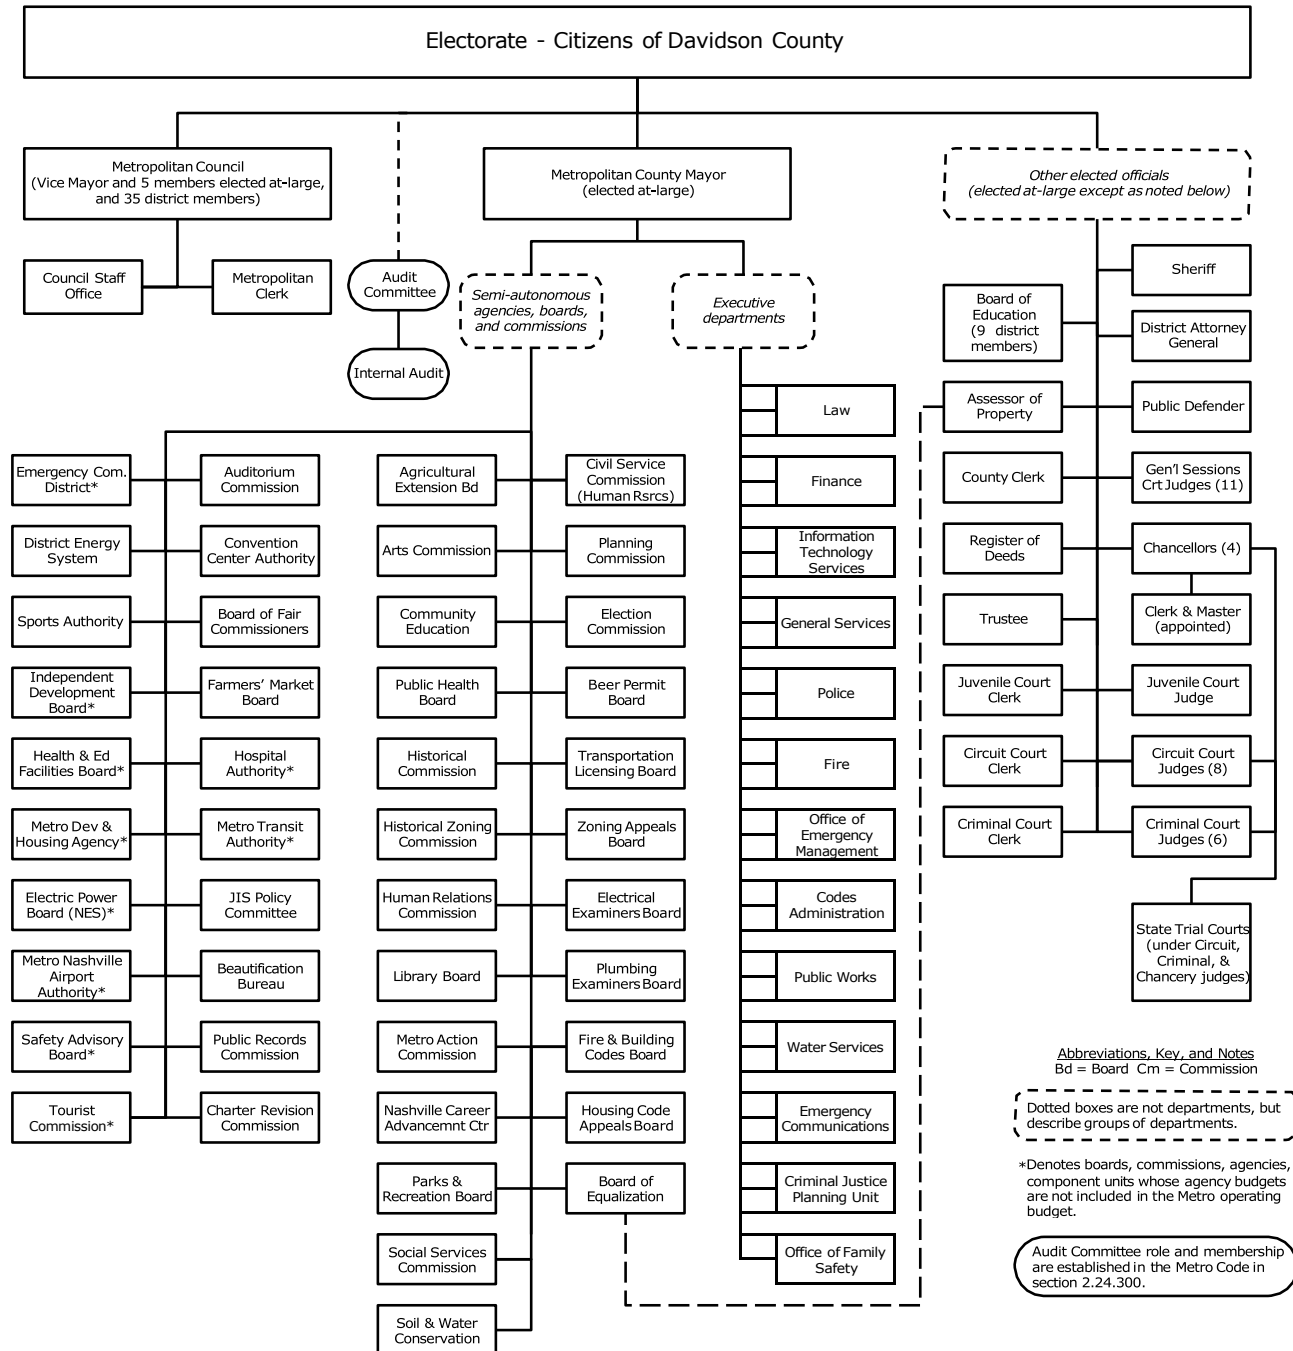 Electorate - Citizens of Davidson County
Metropolitan Council
(Vice Mayor and 5 members elected at-large,
and 35 district members)
Metropolitan County Mayor
(elected at-large)
Other elected officials
(elected at-large except as noted below)
Council Staff
Office
Metropolitan
Clerk
Audit
Committee
Internal Audit
Semi-autonomous
agencies, boards,
and commissions
Executive
departments
Board of
Education
(9 district
members)
Sheriff
District Attorney
General
Assessor of
Property
Public Defender
County Clerk
Gen'l Sessions
Crt Judges (11)
Register of
Deeds
Chancellors (4)
Trustee
Clerk & Master
(appointed)
Juvenile Court
Clerk
Juvenile Court
Judge
Circuit Court
Clerk
Circuit Court
Judges (8)
Criminal Court
Clerk
Criminal Court
Judges (6)
State Trial Courts
(under Circuit,
Criminal, &
Chancery judges)
Emergency Com.
District*
Auditorium
Commission
District Energy
System
Convention
Center Authority
Sports Authority
Board of Fair
Commissioners
Independent
Development
Board*
Farmers' Market
Board
Health & Ed
Facilities Board*
Hospital
Authority*
Metro Dev &
Housing Agency*
Metro Transit
Authority*
Electric Power
Board (NES)*
JIS Policy
Committee
Metro Nashville
Airport
Authority*
Beautification
Bureau
Safety Advisory
Board*
Public Records
Commission
Tourist
Commission*
Charter Revision
Commission
Agricultural
Extension Bd
Civil Service
Commission
(Human Rsrcs)
Arts Commission
Planning
Commission
Community
Education
Election
Commission
Public Health
Board
Beer Permit
Board
Historical
Commission
Transportation
Licensing Board
Historical Zoning
Commission
Zoning Appeals
Board
Human Relations
Commission
Electrical
Examiners Board
Library Board
Plumbing
Examiners Board
Metro Action
Commission
Fire & Building
Codes Board
Nashville Career
Advancemnt Ctr
Housing Code
Appeals Board
Parks &
Recreation Board
Board of
Equalization
Social Services
Commission
Soil & Water
Conservation
Law
Finance
Information
Technology
Services
General Services
Police
Fire
Office of
Emergency
Management
Codes
Administration
Public Works
Water Services
Emergency
Communications
Criminal Justice
Planning Unit
Office of Family
Safety
Abbreviations, Key, and Notes
Bd = Board Cm = Commission
Dotted boxes are not departments, but
describe groups of departments.
*Denotes boards, commissions, agencies,
component units whose agency budgets
are not included in the Metro operating
budget.
Audit Committee role and membership
are established in the Metro Code in
section 2.24.300.